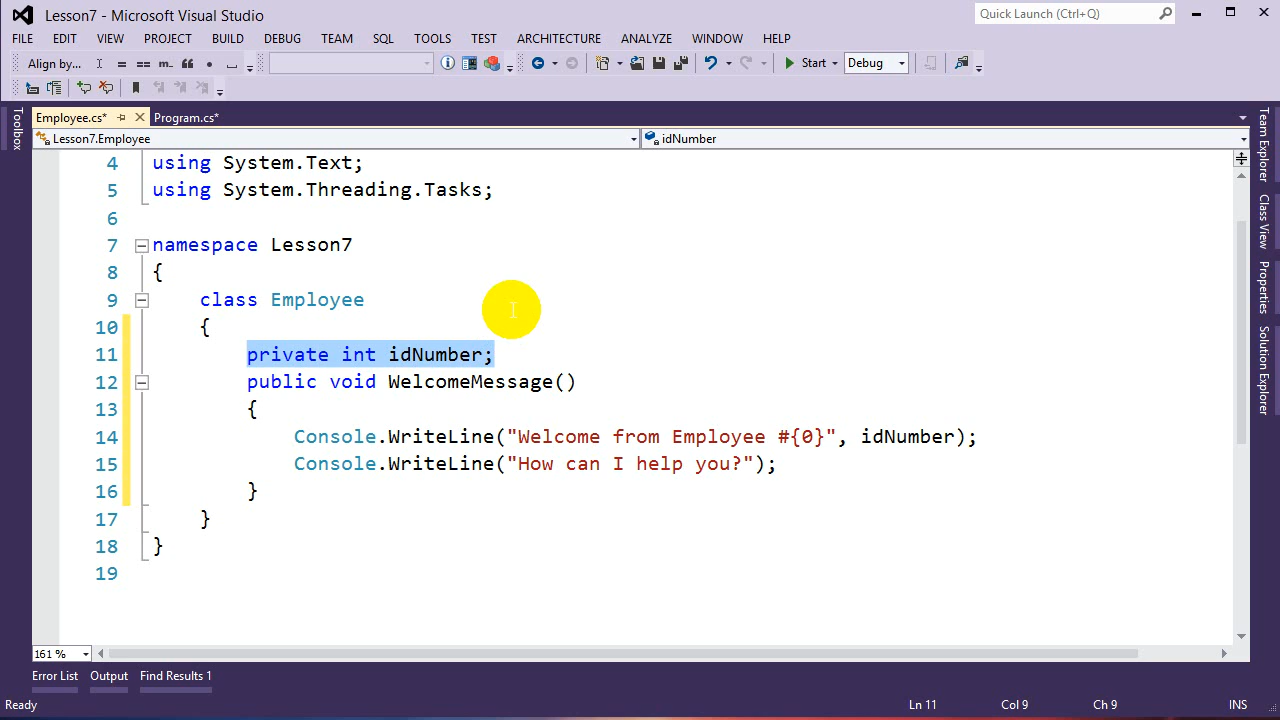 Lesson7 - Microsoft Visual Studio
Quick Launch (Ctrl+Q)
FILE EDIT VIEW PROJECT BUILD DEBUG TEAM SQL TOOLS TEST ARCHITECTURE ANALYZE WINDOW HELP
Align by... = == m.. “ Start Debug
Employee.cs* Program.cs*
Lesson7.Employee idNumber
Toolbox
Team Explorer
Class View
Properties
Solution Explorer
4 using System.Text;
5 using System.Threading.Tasks;
6
7 namespace Lesson7
8 {
9 class Employee
10 {
11 private int idNumber;
12 public void WelcomeMessage()
13 {
14 Console.WriteLine("Welcome from Employee #{0}", idNumber);
15 Console.WriteLine("How can I help you?");
16 }
17 }
18 }
19
161 %
Error List Output Find Results 1
Ready Ln 11 Col 9 Ch 9 INS